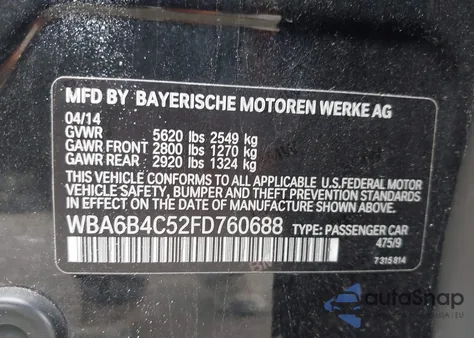 MFD BY BAYERISCHE MOTOREN WERKE AG
04/14
GVWR 5620 lbs 2549 kg
GAWR FRONT 2800 lbs 1270 kg
GAWR REAR 2920 lbs 1324 kg
THIS VEHICLE CONFORMS TO ALL APPLICABLE U.S.FEDERAL MOTOR
VEHICLE SAFETY, BUMPER AND THEFT PREVENTION STANDARDS
IN EFFECT ON THE DATE OF MANUFACTURE SHOWN ABOVE.
WBA6B4C52FD760688 TYPE: PASSENGER CAR
475/9
7 315 814
autoSnap